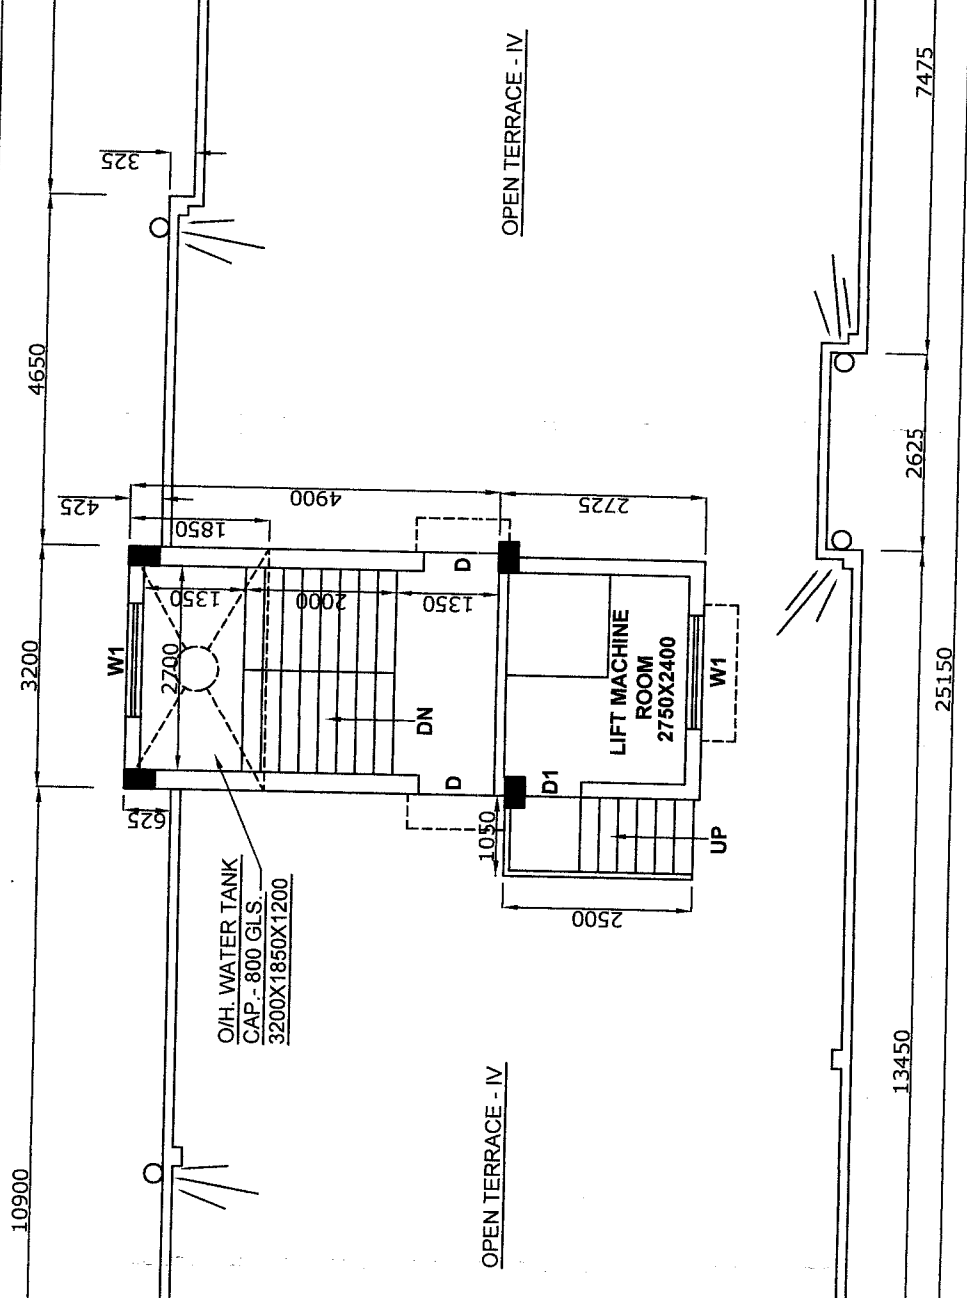 OPEN TERRACE - IV
7475
325
4650
2625
425
4900
1850
2725
3200
W1
1350
2000
1350
D
2700
DN
LIFT MACHINE
ROOM
2750X2400
W1
25150
D
D1
625
1050
UP
2500
O/H. WATER TANK
CAP.- 800 GLS.
3200X1850X1200
13450
OPEN TERRACE - IV
10900